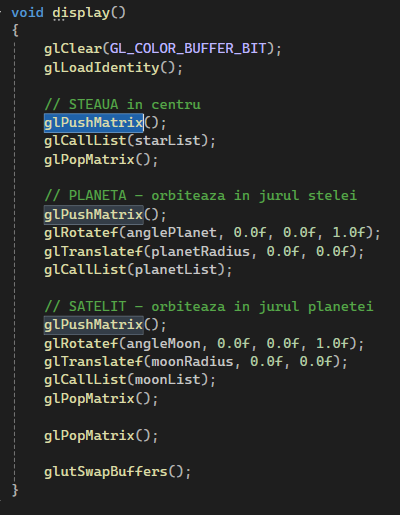 void display()
{
glClear(GL_COLOR_BUFFER_BIT);
glLoadIdentity();
// STEAUA in centru
glPushMatrix();
glCallList(starList);
glPopMatrix();
// PLANETA – orbiteaza in jurul stelei
glPushMatrix();
glRotatef(anglePlanet, 0.0f, 0.0f, 1.0f);
glTranslatef(planetRadius, 0.0f, 0.0f);
glCallList(planetList);
// SATELIT – orbiteaza in jurul planetei
glPushMatrix();
glRotatef(angleMoon, 0.0f, 0.0f, 1.0f);
glTranslatef(moonRadius, 0.0f, 0.0f);
glCallList(moonList);
glPopMatrix();
glPopMatrix();
glutSwapBuffers();
}